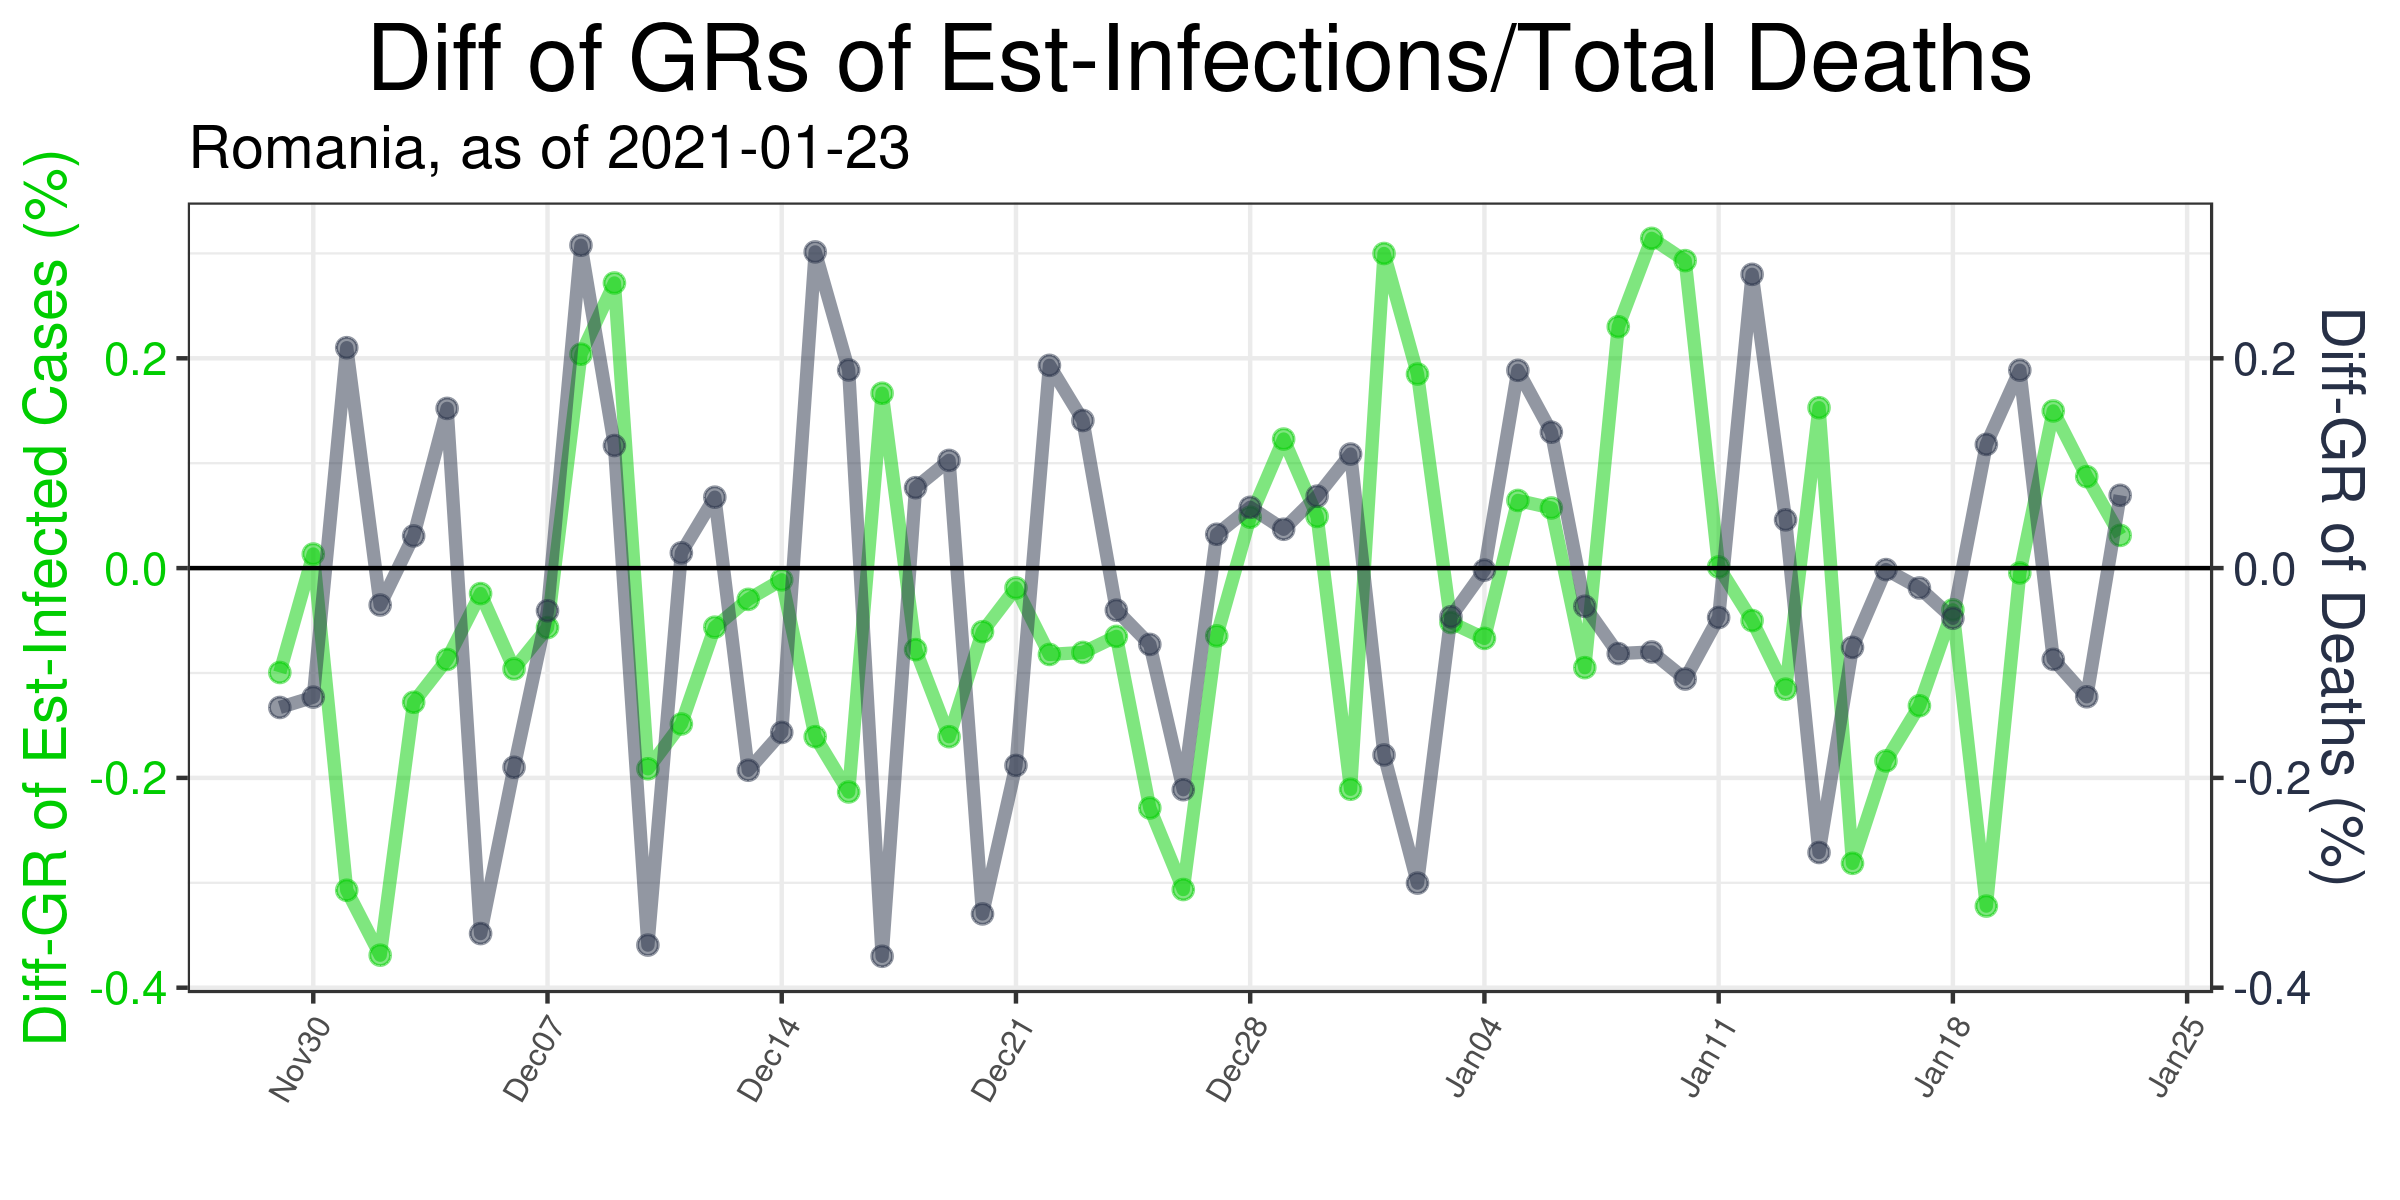 Diff of GRs of Est-Infections/Total Deaths
Romania, as of 2021-01-23
Diff-GR of Est-Infected Cases (%)
0.2
0.0
-0.2
-0.4
0.2
0.0
-0.2
-0.4
Diff-GR of Deaths (%)
Nov30
Dec07
Dec14
Dec21
Dec28
Jan04
Jan11
Jan18
Jan25